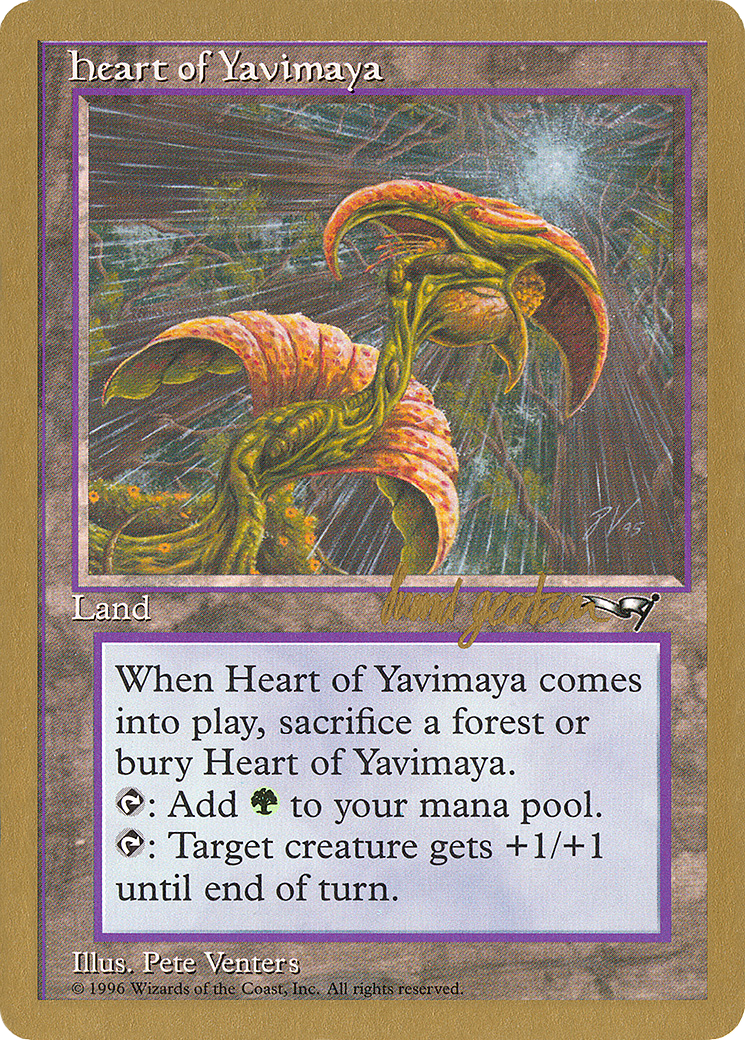 Heart of Yavimaya
PV 95
Land
When Heart of Yavimaya comes
into play, sacrifice a forest or
bury Heart of Yavimaya.
: Add to your mana pool.
: Target creature gets +1/+1
until end of turn.
Illus. Pete Venters
© 1996 Wizards of the Coast, Inc. All rights reserved.